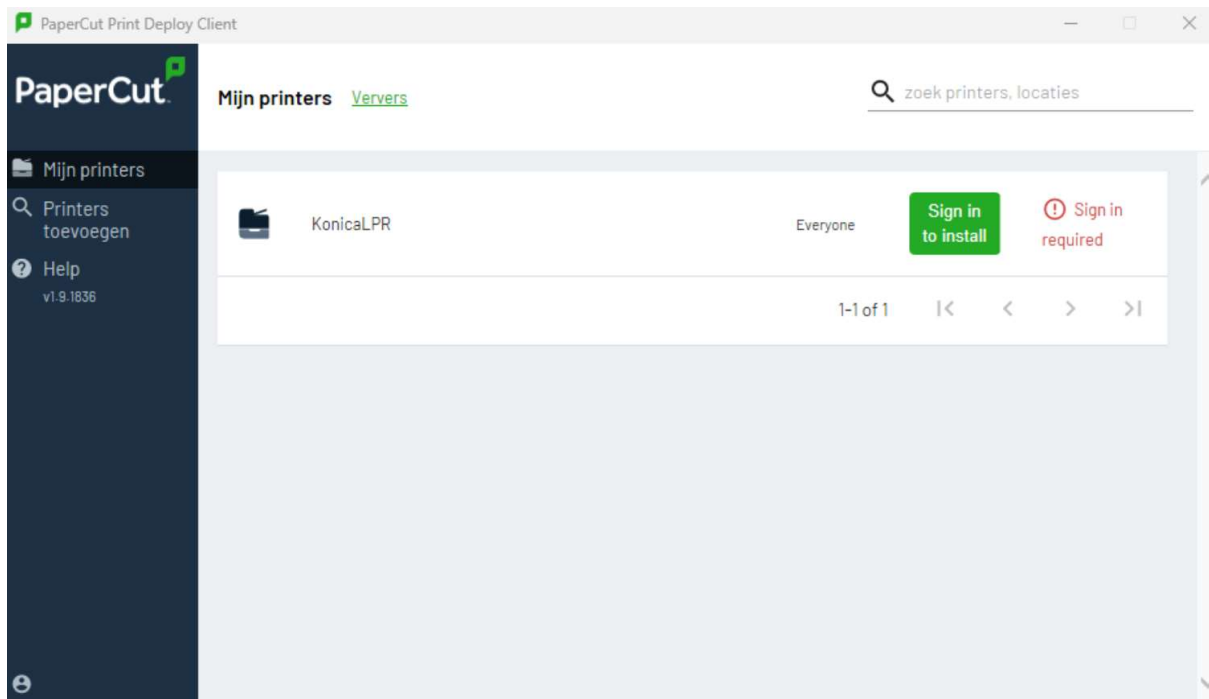 PaperCut Print Deploy Client
PaperCut
Mijn printers
Printers
toevoegen
Help
v1.9.1836
Mijn printers Ververs
zoek printers, locaties
KonicaLPR
Everyone
Sign in
to install
Sign in
required
1-1 of 1